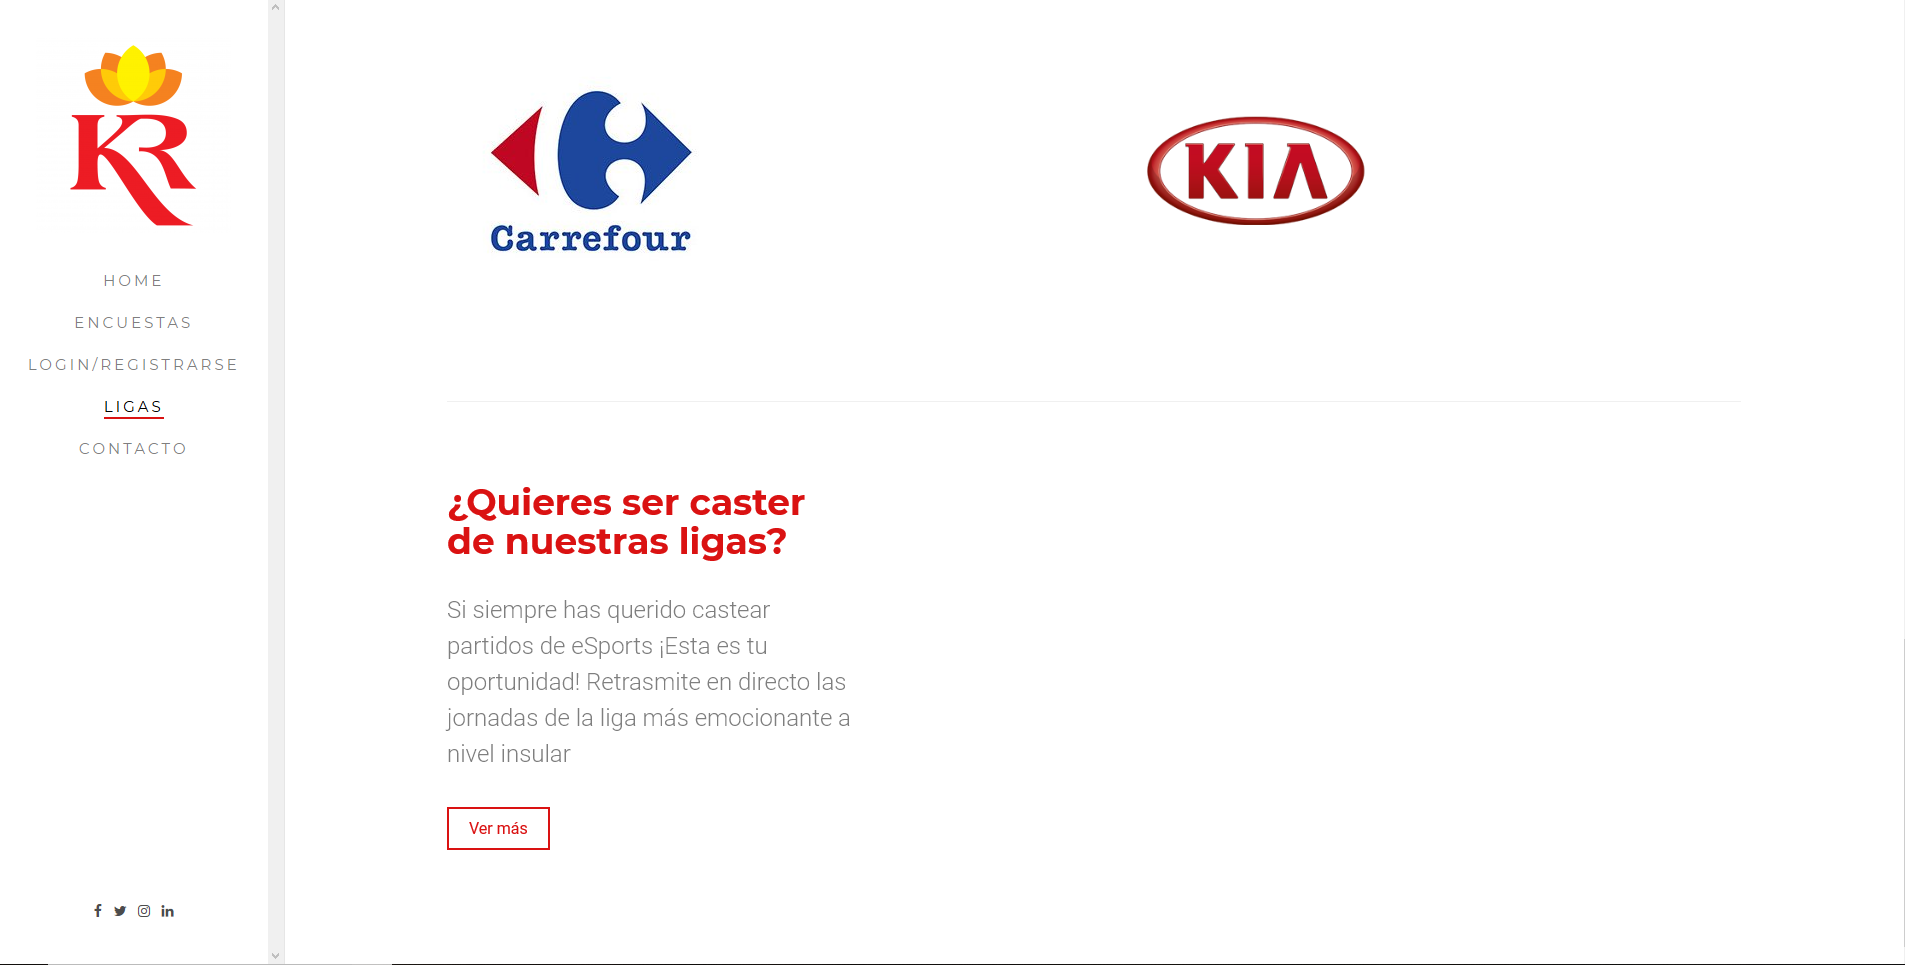 KR
HOME
ENCUESTAS
LOGIN/REGISTRARSE
LIGAS
CONTACTO
Carrefour
KIA
¿Quieres ser caster
de nuestras ligas?
Si siempre has querido castear
partidos de eSports ¡Esta es tu
oportunidad! Retrasmite en directo las
jornadas de la liga más emocionante a
nivel insular
Ver más